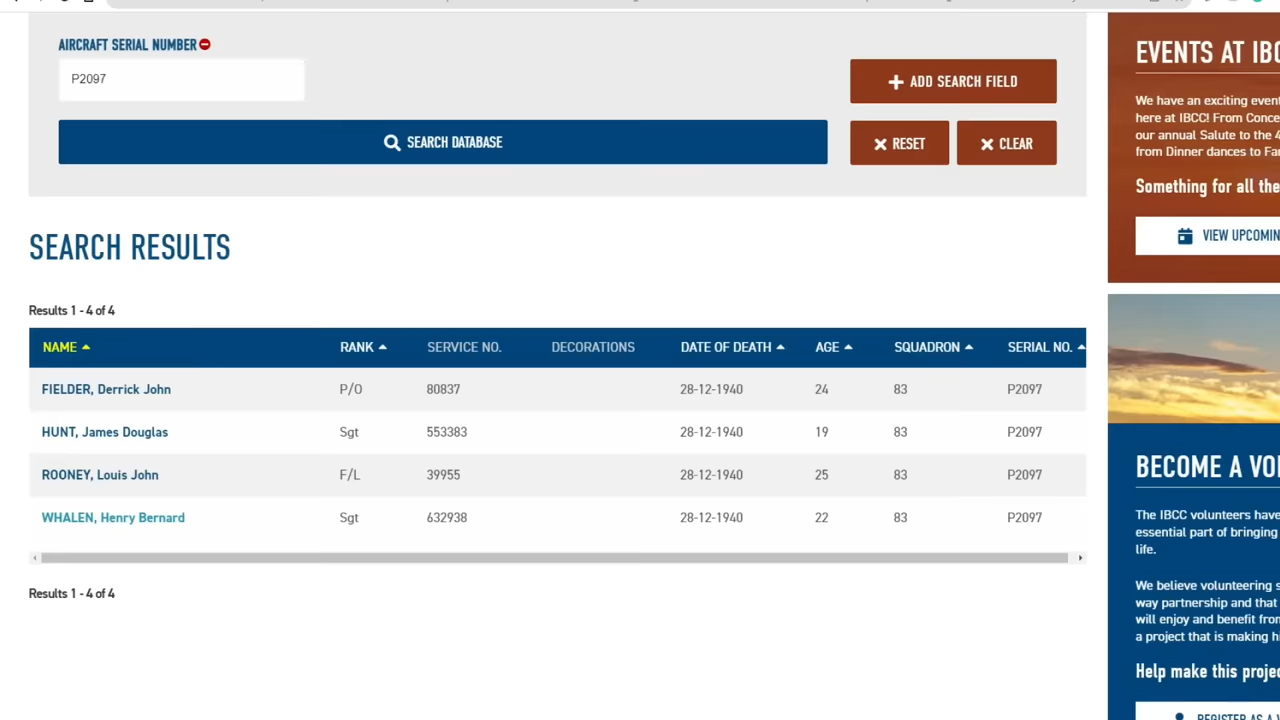 AIRCRAFT SERIAL NUMBER
P2097
ADD SEARCH FIELD
SEARCH DATABASE
RESET
CLEAR
SEARCH RESULTS
Results 1 - 4 of 4
NAME RANK SERVICE NO. DECORATIONS DATE OF DEATH AGE SQUADRON SERIAL NO.
FIELDER, Derrick John P/O 80837 28-12-1940 24 83 P2097
HUNT, James Douglas Sgt 553383 28-12-1940 19 83 P2097
ROONEY, Louis John F/L 39955 28-12-1940 25 83 P2097
WHALEN, Henry Bernard Sgt 632938 28-12-1940 22 83 P2097
Results 1 - 4 of 4
EVENTS AT IBC
We have an exciting event
here at IBCC! From Conce
our annual Salute to the 4
from Dinner dances to Fa
Something for all the
VIEW UPCOMIN
BECOME A VO
The IBCC volunteers have
essential part of bringing
life.
We believe volunteering s
way partnership and that
will enjoy and benefit from
a project that is making hi
Help make this projec
REGISTER AS A V